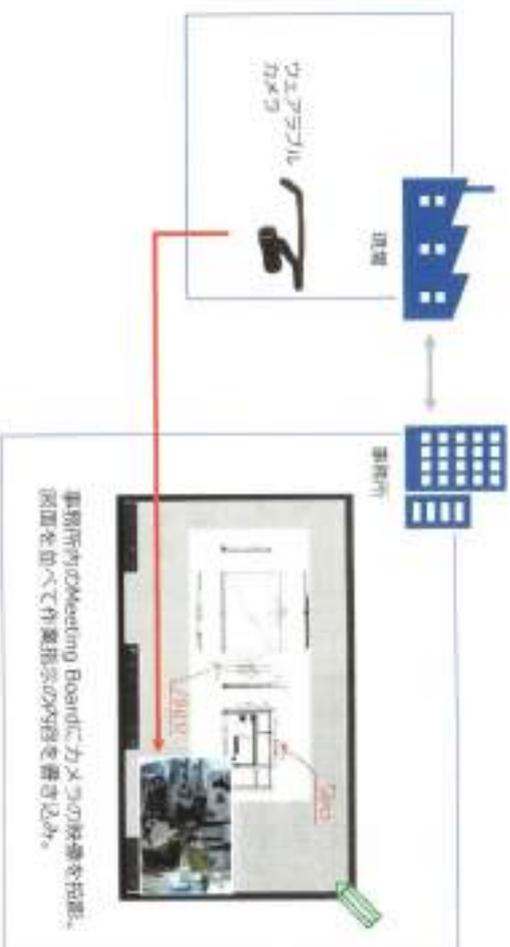 現場
ウェアラブル
カメラ
事務所
事務所内のMeeting Boardにカメラの映像を投影。
図面を並べて作業指示の内容を書き込み。